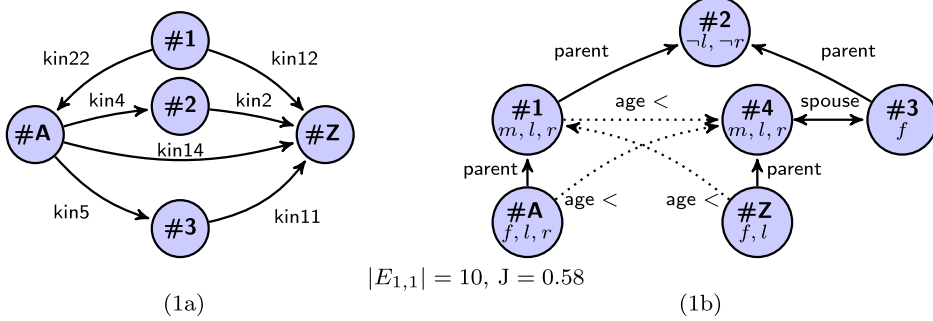 #1
kin22
kin12
#2
kin4
kin2
#A
#Z
kin14
kin5
kin11
#3
(1a)
#2
¬l, ¬r
parent
parent
#1
m, l, r
age <
#4
m, l, r
spouse
#3
f
parent
parent
#A
f, l, r
age <
age <
#Z
f, l
|E1,1| = 10, J = 0.58
(1b)